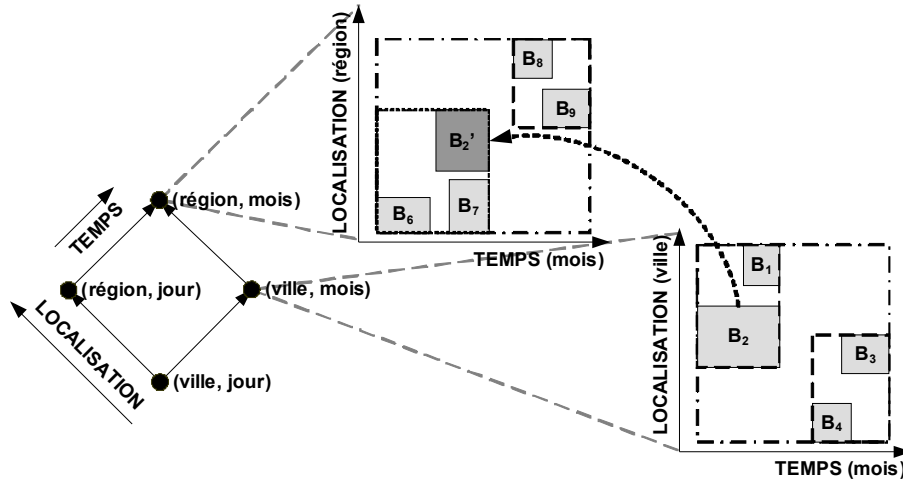 LOCALISATION (région)
B8
B9
B2'
B6
B7
TEMPS (mois)
(région, mois)
TEMPS
(région, jour)
(ville, mois)
LOCALISATION
(ville, jour)
LOCALISATION (ville)
B1
B2
B3
B4
TEMPS (mois)